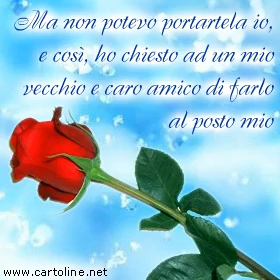 Ma non potevo portartela io,
e così, ho chiesto ad un mio
vecchio e caro amico di farlo
al posto mio
www.cartoline.net